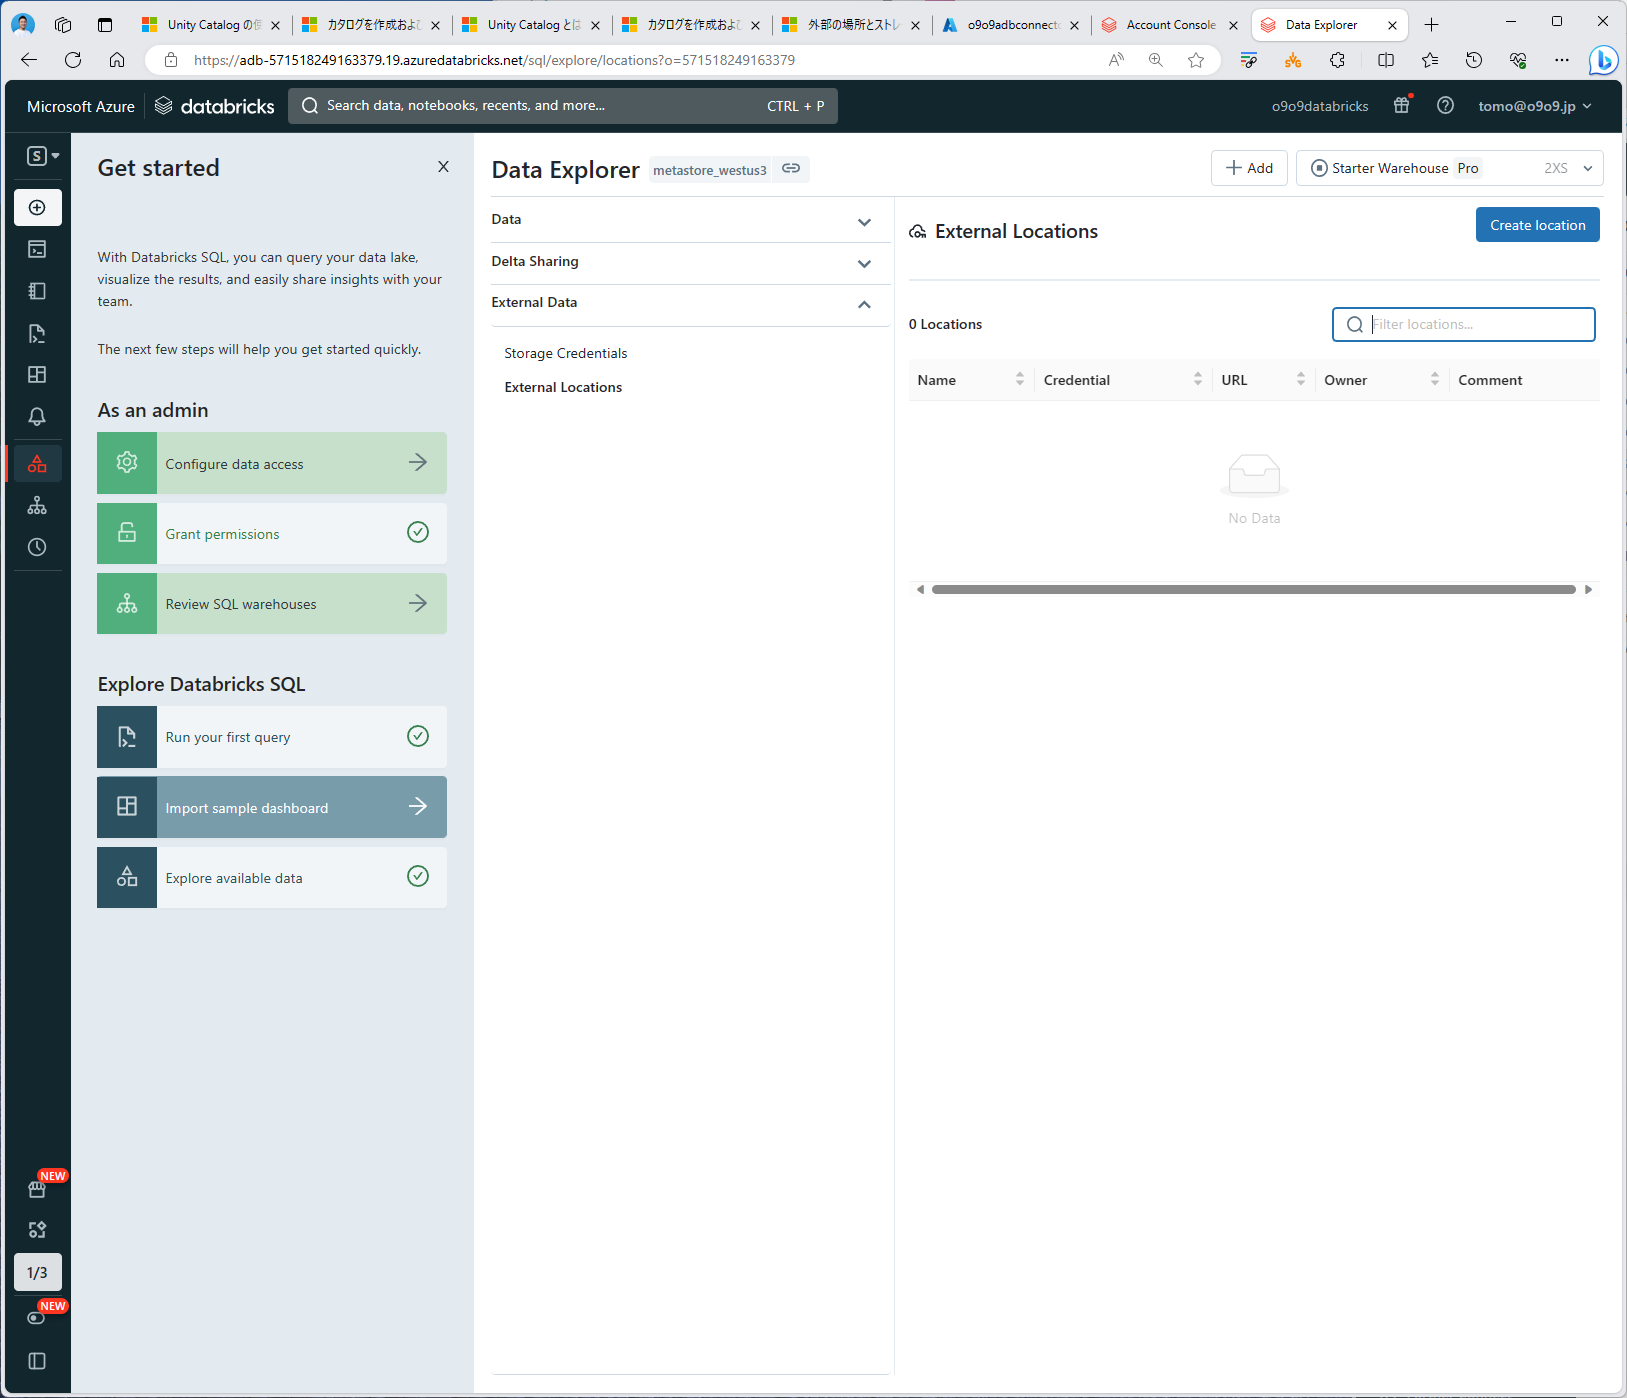 Unity Catalog の使
カタログを作成および
Unity Catalog とは
カタログを作成および
外部の場所とストレ
o9o9adbconnecto
Account Console
Data Explorer
https://adb-571518249163379.19.azuredatabricks.net/sql/explore/locations?o=571518249163379
Microsoft Azure
databricks
Search data, notebooks, recents, and more...
CTRL + P
o9o9databricks
tomo@o9o9.jp
S
Get started
With Databricks SQL, you can query your data lake,
visualize the results, and easily share insights with your
team.
The next few steps will help you get started quickly.
As an admin
Configure data access
Grant permissions
Review SQL warehouses
Explore Databricks SQL
Run your first query
Import sample dashboard
Explore available data
NEW
1/3
NEW
Data Explorer
metastore_westus3
Add
Starter Warehouse
Pro
2XS
Data
Delta Sharing
External Data
Storage Credentials
External Locations
External Locations
Create location
0 Locations
Filter locations...
Name
Credential
URL
Owner
Comment
No Data